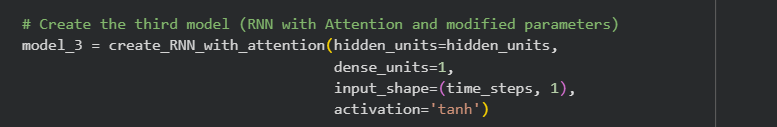 # Create the third model (RNN with Attention and modified parameters)
model_3 = create_RNN_with_attention(hidden_units=hidden_units,
                                    dense_units=1,
                                    input_shape=(time_steps, 1),
                                    activation='tanh')